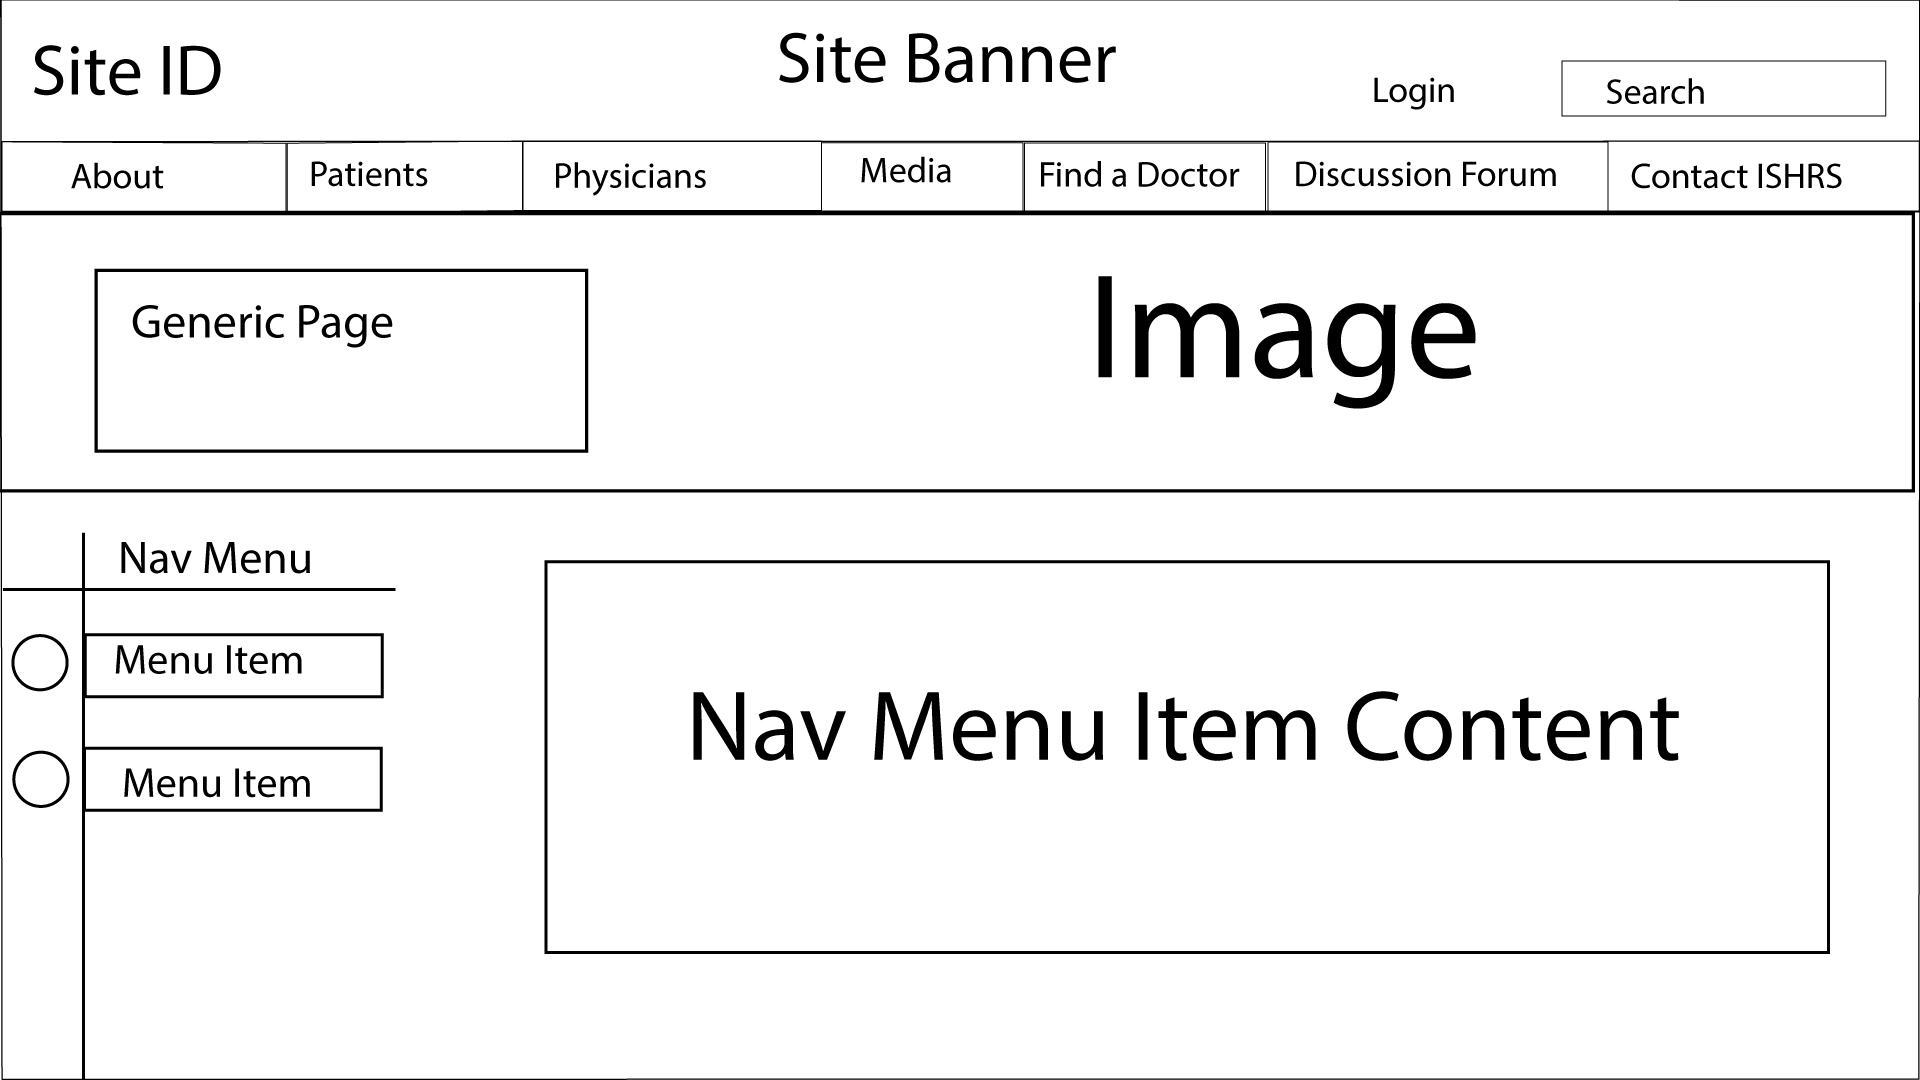 Site ID
Site Banner
Login
Search
About
Patients
Physicians
Media
Find a Doctor
Discussion Forum
Contact ISHRS
Generic Page
Image
Nav Menu
Menu Item
Menu Item
Nav Menu Item Content